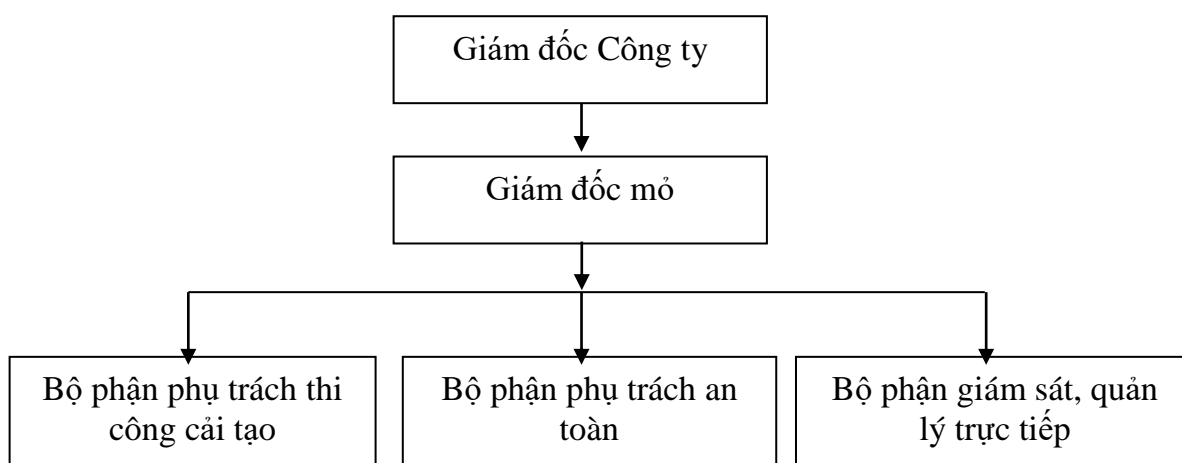 Giám đốc Công ty
Giám đốc mỏ
Bộ phận phụ trách thi
công cải tạo
Bộ phận phụ trách an
toàn
Bộ phận giám sát, quản
lý trực tiếp